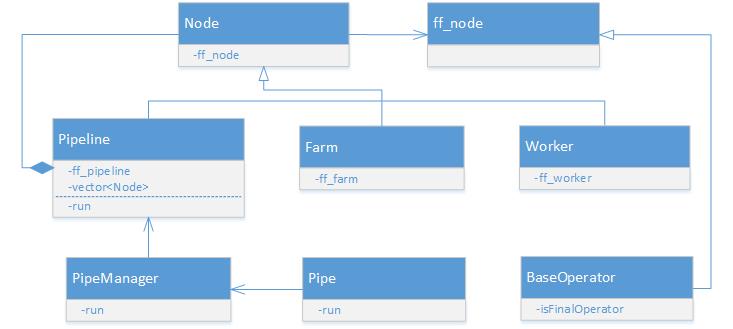 Node
-ff_node
ff_node
Pipeline
-ff_pipeline
-vector<Node>
-run
Farm
-ff_farm
Worker
-ff_worker
PipeManager
-run
Pipe
-run
BaseOperator
-isFinalOperator